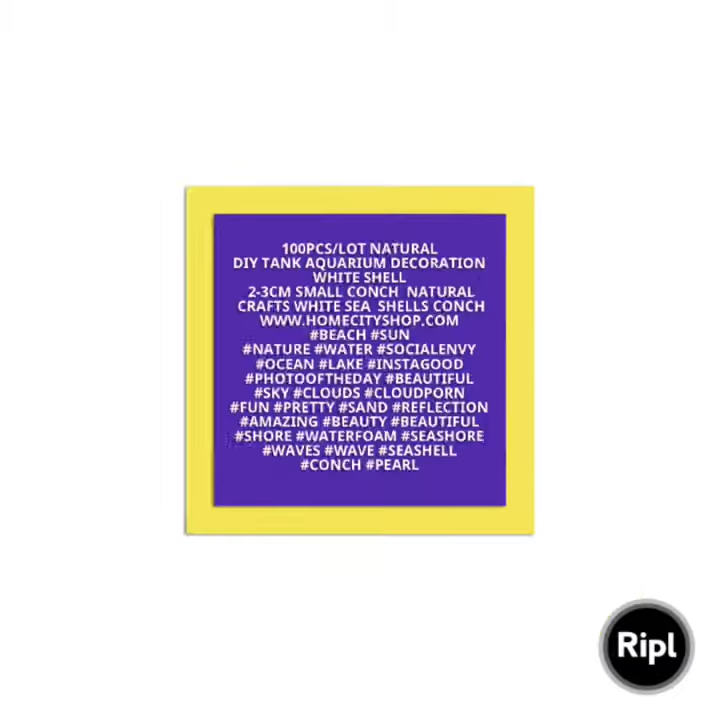 100PCS/LOT NATURAL
DIY TANK AQUARIUM DECORATION
WHITE SHELL
2-3CM SMALL CONCH  NATURAL
CRAFTS WHITE SEA  SHELLS CONCH
WWW.HOMECITYSHOP.COM
#BEACH #SUN
#NATURE #WATER #SOCIALENVY
#OCEAN #LAKE #INSTAGOOD
#PHOTOOFTHEDAY #BEAUTIFUL
#SKY #CLOUDS #CLOUDPORN
#FUN #PRETTY #SAND #REFLECTION
#AMAZING #BEAUTY #BEAUTIFUL
#SHORE #WATERFOAM #SEASHORE
#WAVES #WAVE #SEASHELL
#CONCH #PEARL
Ripl